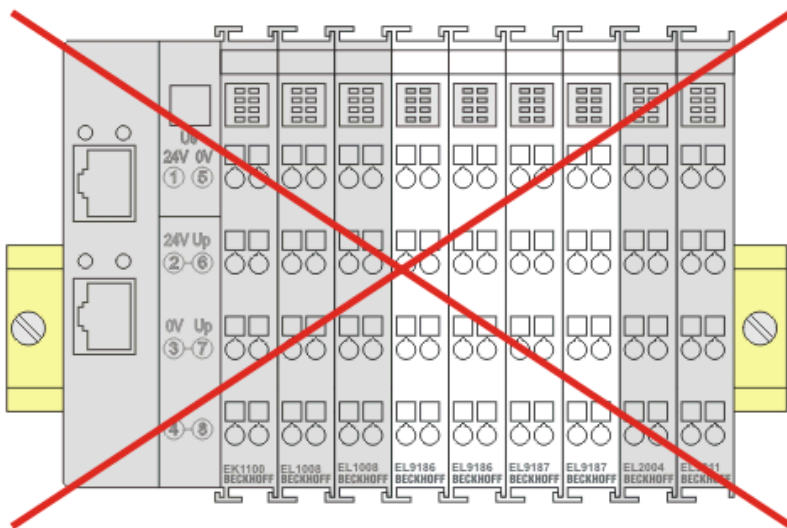 Us
24V 0V
1 5
24V Up
2 6
0V Up
3 7
4 8
EK1100 EL1008 EL1008 EL9186 EL9186 EL9187 EL9187 EL2004
BECKHOFF BECKHOFF BECKHOFF BECKHOFF BECKHOFF BECKHOFF BECKHOFF BECKHOFF BECKHOFF